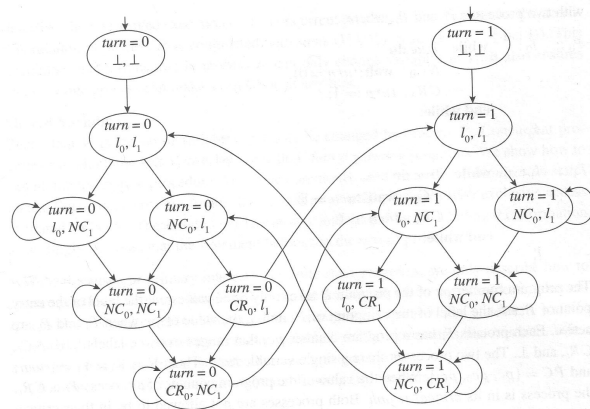 turn = 0
⊥, ⊥
turn = 1
⊥, ⊥
turn = 0
l₀, l₁
turn = 1
l₀, l₁
turn = 0
l₀, NC₁
turn = 0
NC₀, l₁
turn = 1
l₀, NC₁
turn = 1
NC₀, l₁
turn = 0
NC₀, NC₁
turn = 0
CR₀, l₁
turn = 1
l₀, CR₁
turn = 1
NC₀, NC₁
turn = 0
CR₀, NC₁
turn = 1
NC₀, CR₁